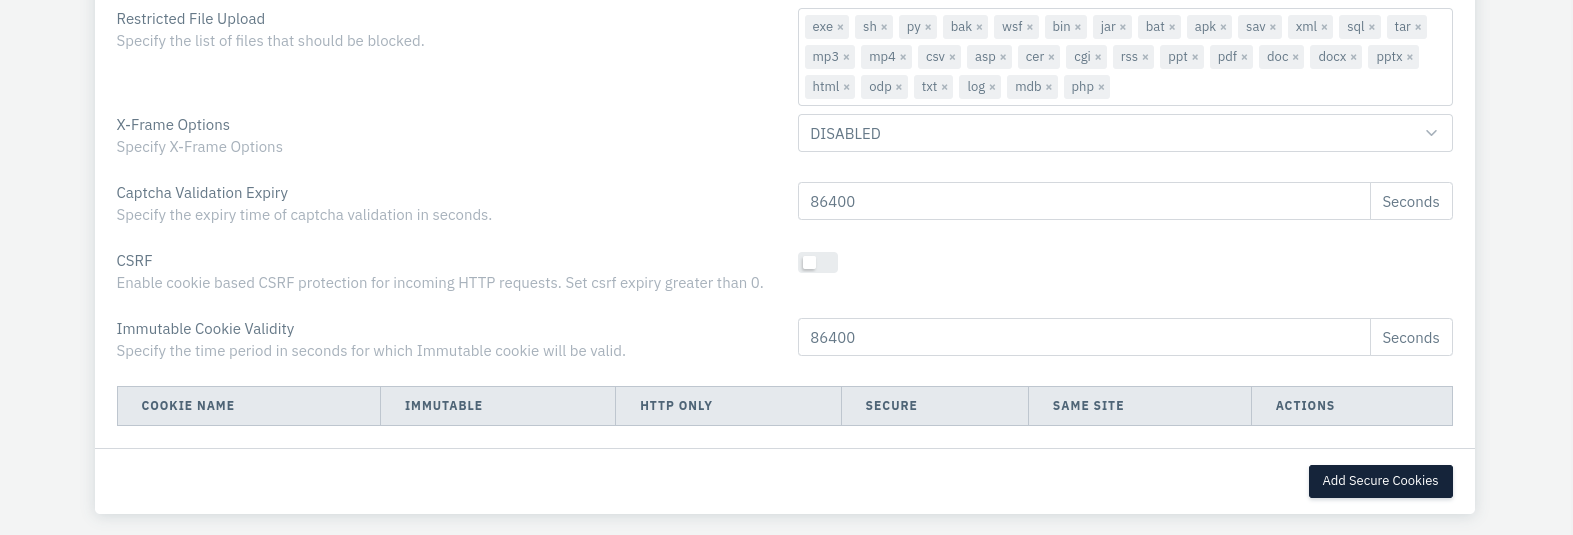 Restricted File Upload
Specify the list of files that should be blocked.
exe × sh × py × bak × wsf × bin × jar × bat × apk × sav × xml × sql × tar ×
mp3 × mp4 × csv × asp × cer × cgi × rss × ppt × pdf × doc × docx × pptx ×
html × odp × txt × log × mdb × php ×
X-Frame Options
Specify X-Frame Options
DISABLED
Captcha Validation Expiry
Specify the expiry time of captcha validation in seconds.
86400 Seconds
CSRF
Enable cookie based CSRF protection for incoming HTTP requests. Set csrf expiry greater than 0.
Immutable Cookie Validity
Specify the time period in seconds for which Immutable cookie will be valid.
86400 Seconds
COOKIE NAME IMMUTABLE HTTP ONLY SECURE SAME SITE ACTIONS
Add Secure Cookies